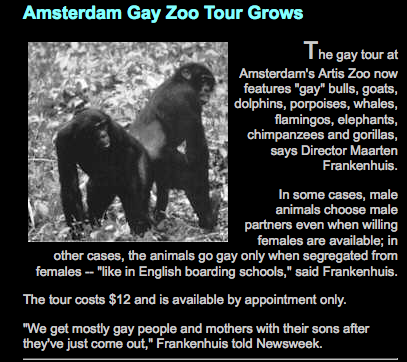 Amsterdam Gay Zoo Tour Grows
The gay tour at
Amsterdam's Artis Zoo now
features "gay" bulls, goats,
dolphins, porpoises, whales,
flamingos, elephants,
chimpanzees and gorillas,
says Director Maarten
Frankenhuis.
In some cases, male
animals choose male
partners even when willing
females are available; in
other cases, the animals go gay only when segregated from
females -- "like in English boarding schools," said Frankenhuis.
The tour costs $12 and is available by appointment only.
"We get mostly gay people and mothers with their sons after
they've just come out," Frankenhuis told Newsweek.